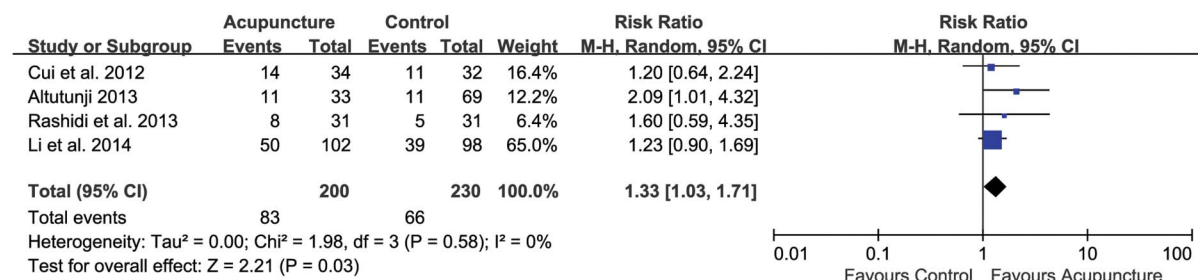 Acupuncture Control Risk Ratio Risk Ratio
Study or Subgroup Events Total Events Total Weight M-H, Random, 95% CI M-H, Random, 95% CI
Cui et al. 2012 14 34 11 32 16.4% 1.20 [0.64, 2.24]
Altutunji 2013 11 33 11 69 12.2% 2.09 [1.01, 4.32]
Rashidi et al. 2013 8 31 5 31 6.4% 1.60 [0.59, 4.35]
Li et al. 2014 50 102 39 98 65.0% 1.23 [0.90, 1.69]
Total (95% CI) 200 230 100.0% 1.33 [1.03, 1.71]
Total events 83 66
Heterogeneity: Tau² = 0.00; Chi² = 1.98, df = 3 (P = 0.58); I² = 0%
Test for overall effect: Z = 2.21 (P = 0.03)
0.01 0.1 1 10 100
Favours Control Favours Acupuncture